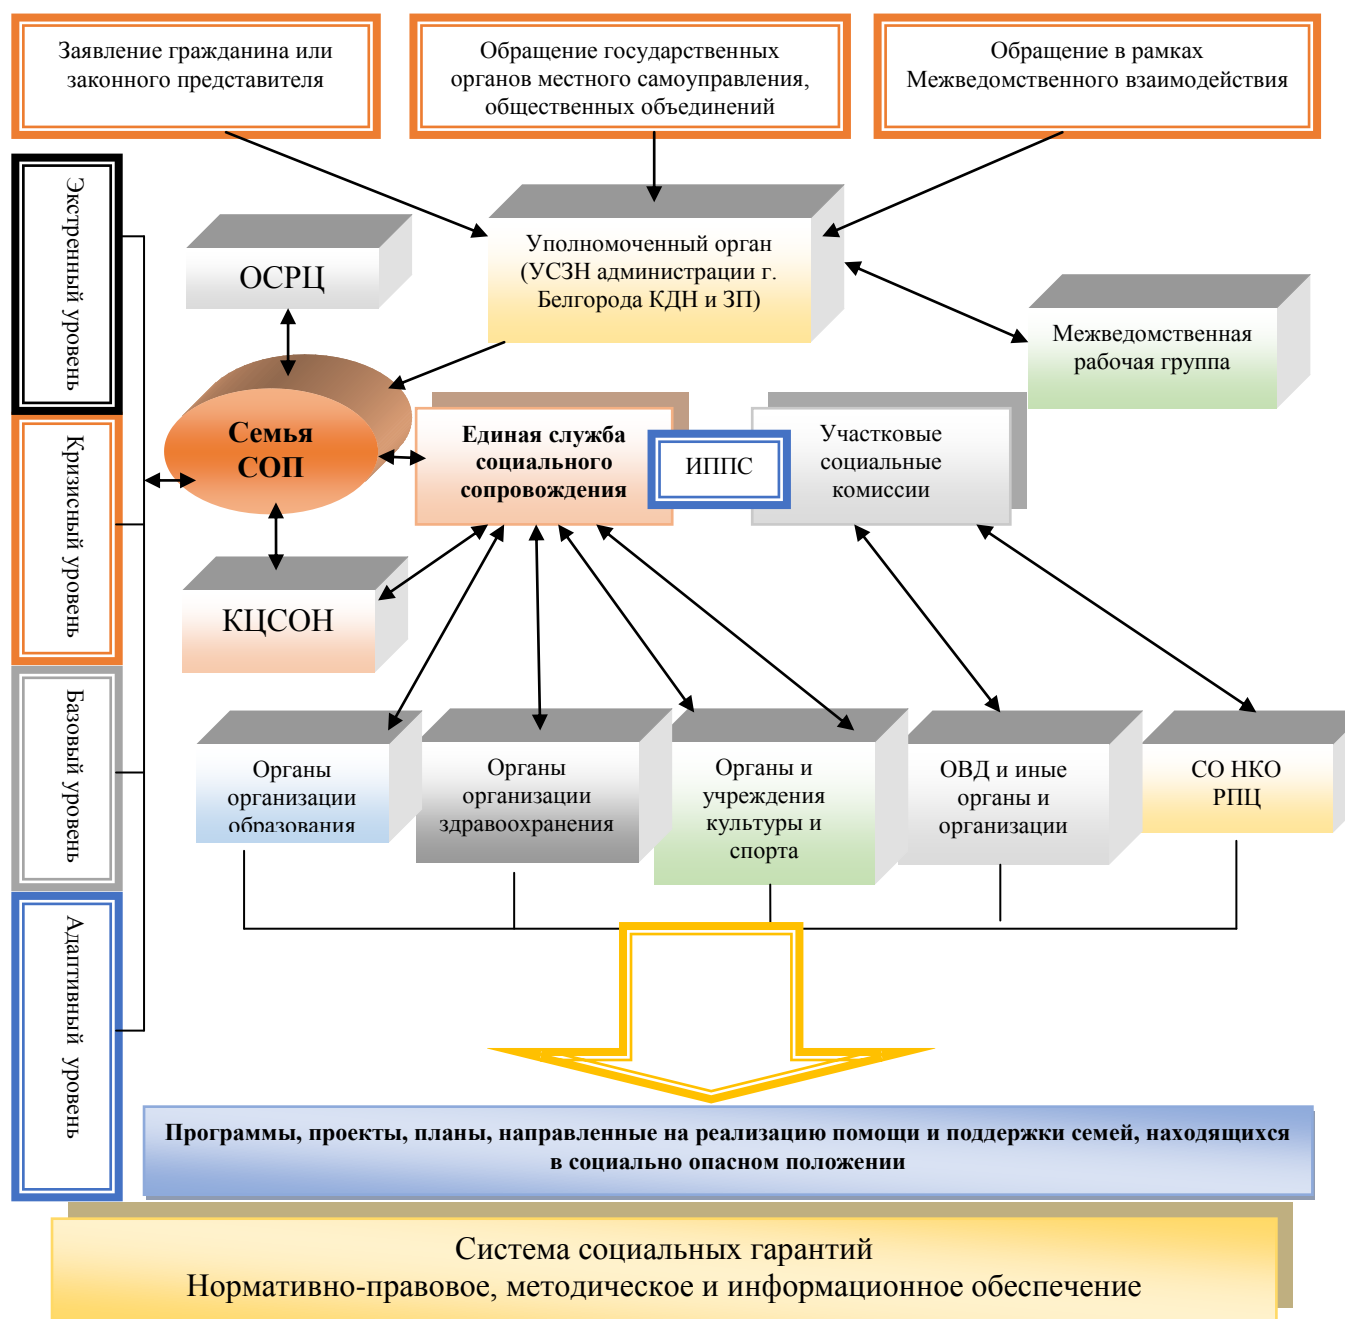 Заявление гражданина или
законного представителя
Обращение государственных
органов местного самоуправления,
общественных объединений
Обращение в рамках
Межведомственного взаимодействия
Экстренный уровень
Кризисный уровень
Базовый уровень
Адаптивный уровень
ОСРЦ
Уполномоченный орган
(УСЗН администрации г.
Белгорода КДН и ЗП)
Межведомственная
рабочая группа
Семья
СОП
Единая служба
социального
сопровождения
ИППС
Участковые
социальные
комиссии
КЦСОН
Органы
организации
образования
Органы
организации
здравоохранения
Органы и
учреждения
культуры и
спорта
ОВД и иные
органы и
организации
СО НКО
РПЦ
Программы, проекты, планы, направленные на реализацию помощи и поддержки семей, находящихся
в социально опасном положении
Система социальных гарантий
Нормативно-правовое, методическое и информационное обеспечение